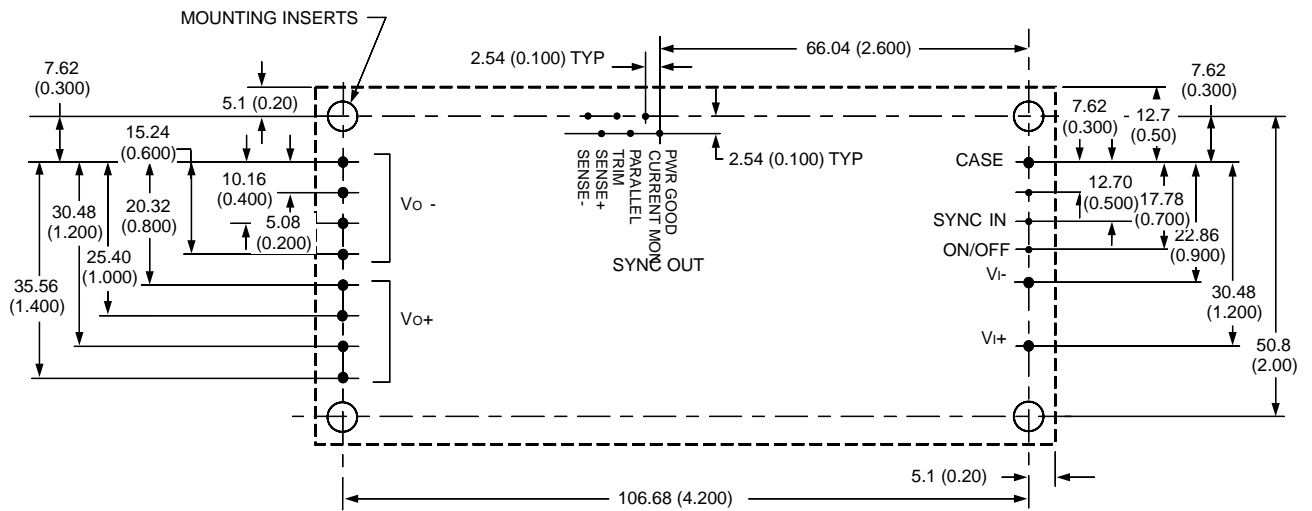 MOUNTING INSERTS
66.04 (2.600)
2.54 (0.100) TYP
7.62
(0.300)
7.62
(0.300)
5.1 (0.20)
7.62
(0.300)
12.7
(0.50)
15.24
(0.600)
2.54 (0.100) TYP
CASE
PWR GOOD
CURRENT MON
PARALLEL
TRIM
SENSE+
SENSE-
SYNC OUT
10.16
(0.400)
VO -
12.70
(0.500)
17.78
(0.700)
20.32
(0.800)
30.48
(1.200)
5.08
(0.200)
SYNC IN
22.86
(0.900)
ON/OFF
25.40
(1.000)
VI-
35.56
(1.400)
30.48
(1.200)
VO+
VI+
50.8
(2.00)
5.1 (0.20)
106.68 (4.200)